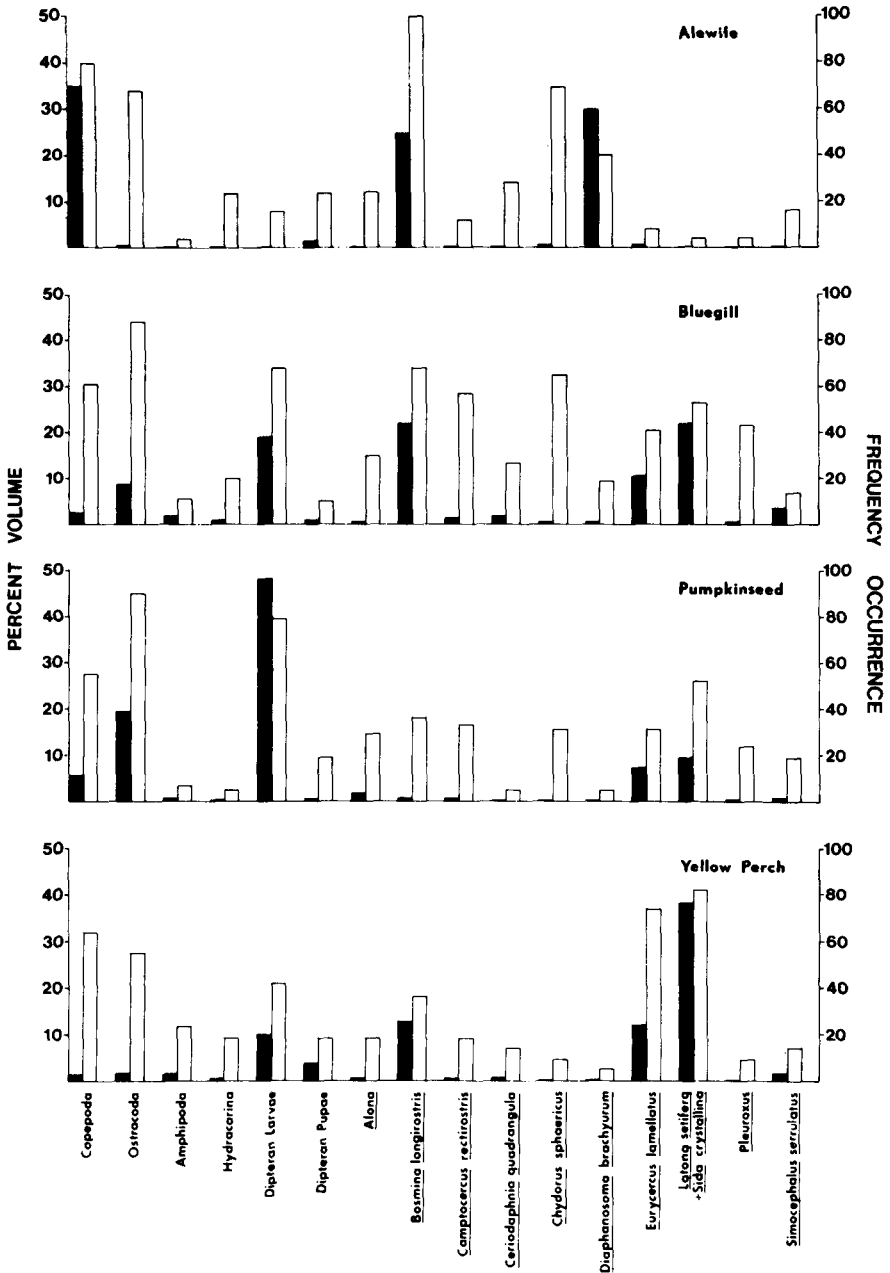 50
40
30
20
10
100
80
60
40
20
Alewife
50
40
30
20
10
100
80
60
40
20
Bluegill
50
40
30
20
10
100
80
60
40
20
Pumpkinseed
50
40
30
20
10
100
80
60
40
20
Yellow Perch
PERCENT VOLUME
FREQUENCY OCCURRENCE
Copepoda
Ostracoda
Amphipoda
Hydracarina
Dipteran Larvae
Dipteran Pupae
Alona
Bosmina longirostris
Camptocercus rectirostris
Ceriodaphnia quadrangula
Chydorus sphaericus
Diaphanosoma brachyurum
Eurycercus lamellatus
Latona setifera
+Sida crystallina
Pleuroxus
Simocephalus serrulatus